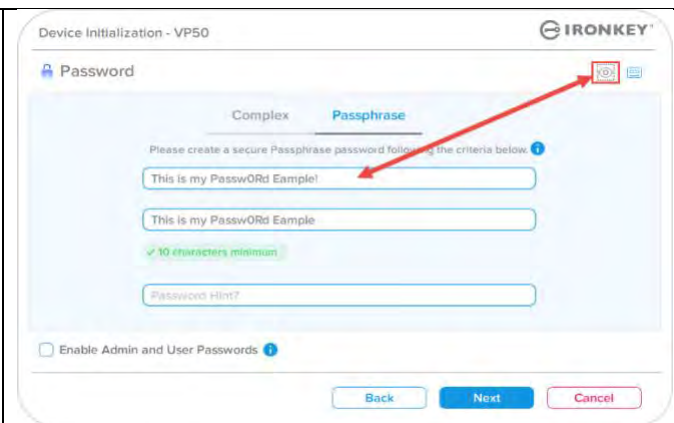 Device Initialization - VP50
IRONKEY
Password
Complex Passphrase
Please create a secure Passphrase password following the criteria below.
This is my Passw0Rd Eample!
This is my Passw0Rd Eample
✓ 10 characters minimum
Password Hint?
Enable Admin and User Passwords
Back Next Cancel